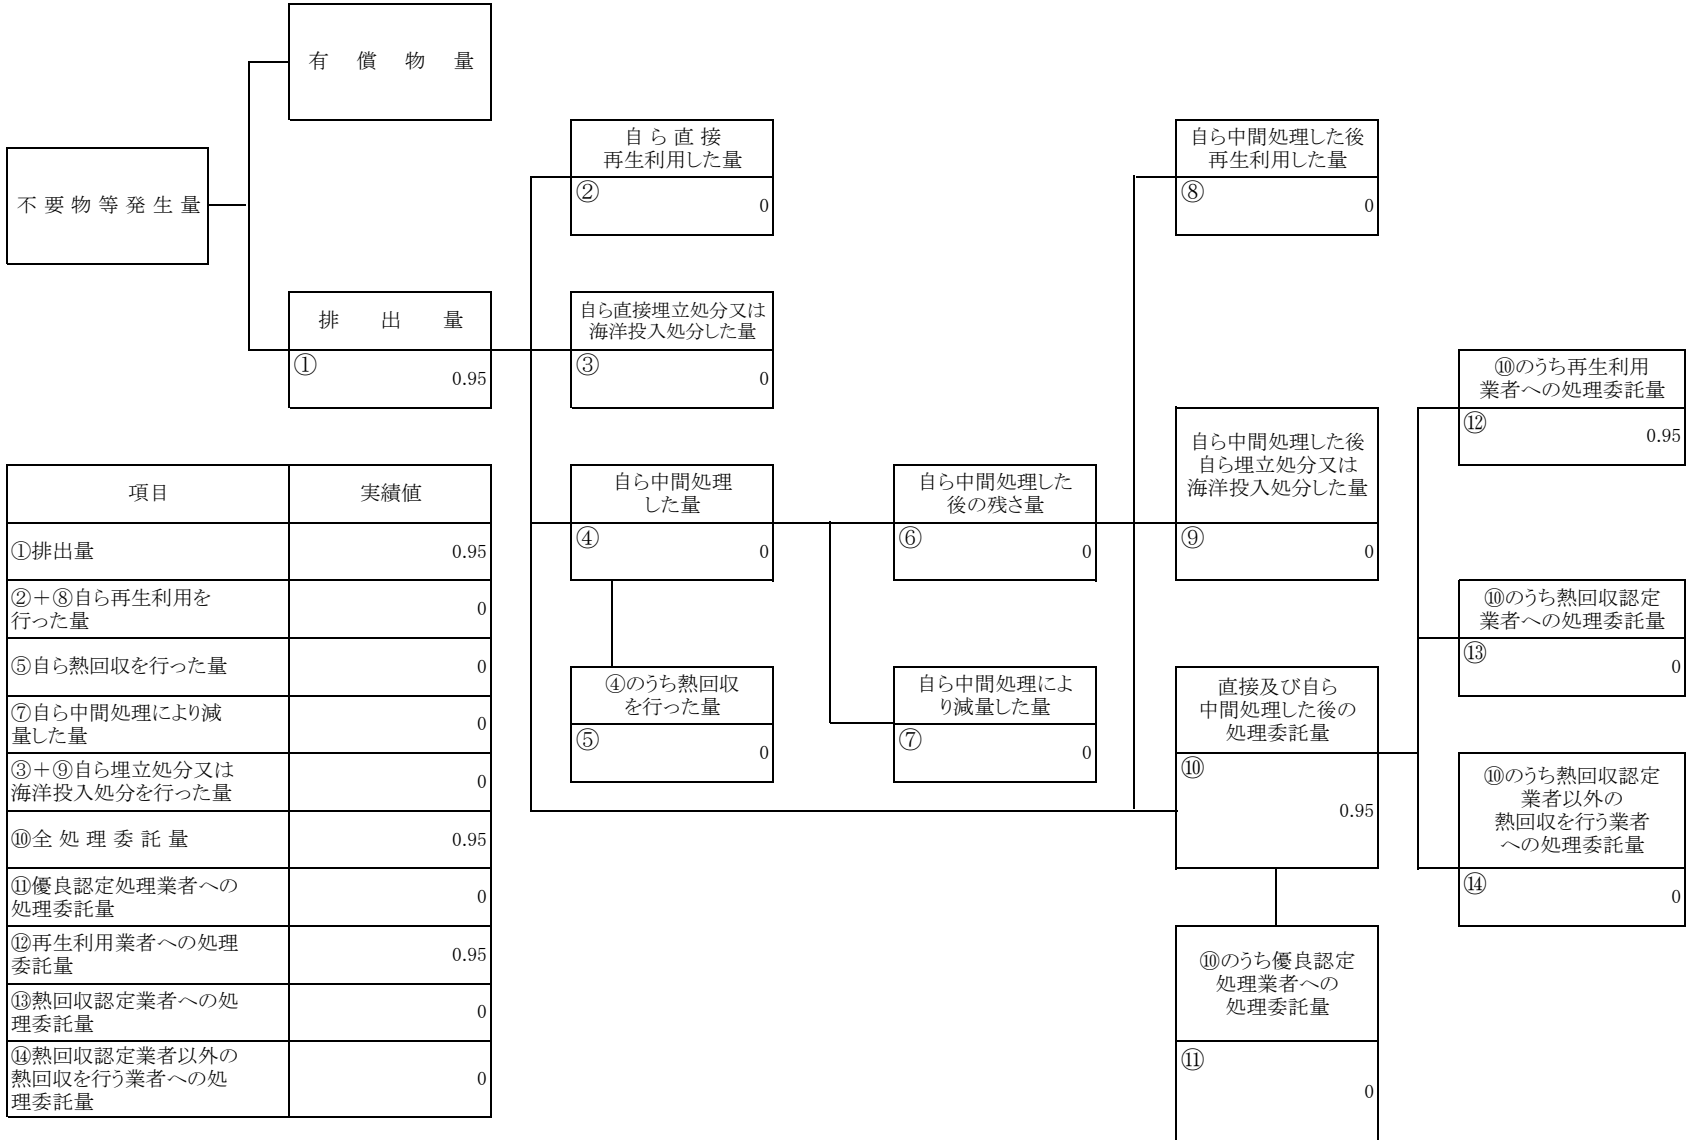 有償物量
不要物等発生量
排出量
①
0.95
自ら直接
再生利用した量
②
0
自ら直接埋立処分又は
海洋投入処分した量
③
0
自ら中間処理
した量
④
0
④のうち熱回収
を行った量
⑤
0
自ら中間処理した
後の残さ量
⑥
0
自ら中間処理によ
り減量した量
⑦
0
自ら中間処理した後
再生利用した量
⑧
0
自ら中間処理した後
自ら埋立処分又は
海洋投入処分した量
⑨
0
直接及び自ら
中間処理した後の
処理委託量
⑩
0.95
⑩のうち優良認定
処理業者への
処理委託量
⑪
0
⑩のうち再生利用
業者への処理委託量
⑫
0.95
⑩のうち熱回収認定
業者への処理委託量
⑬
0
⑩のうち熱回収認定
業者以外の
熱回収を行う業者
への処理委託量
⑭
0
項目 実績値
①排出量 0.95
②＋⑧自ら再生利用を
行った量
0
⑤自ら熱回収を行った量 0
⑦自ら中間処理により減
量した量
0
③＋⑨自ら埋立処分又は
海洋投入処分を行った量
0
⑩全処理委託量 0.95
⑪優良認定処理業者への
処理委託量
0
⑫再生利用業者への処理
委託量
0.95
⑬熱回収認定業者への処
理委託量
0
⑭熱回収認定業者以外の
熱回収を行う業者への処
理委託量
0